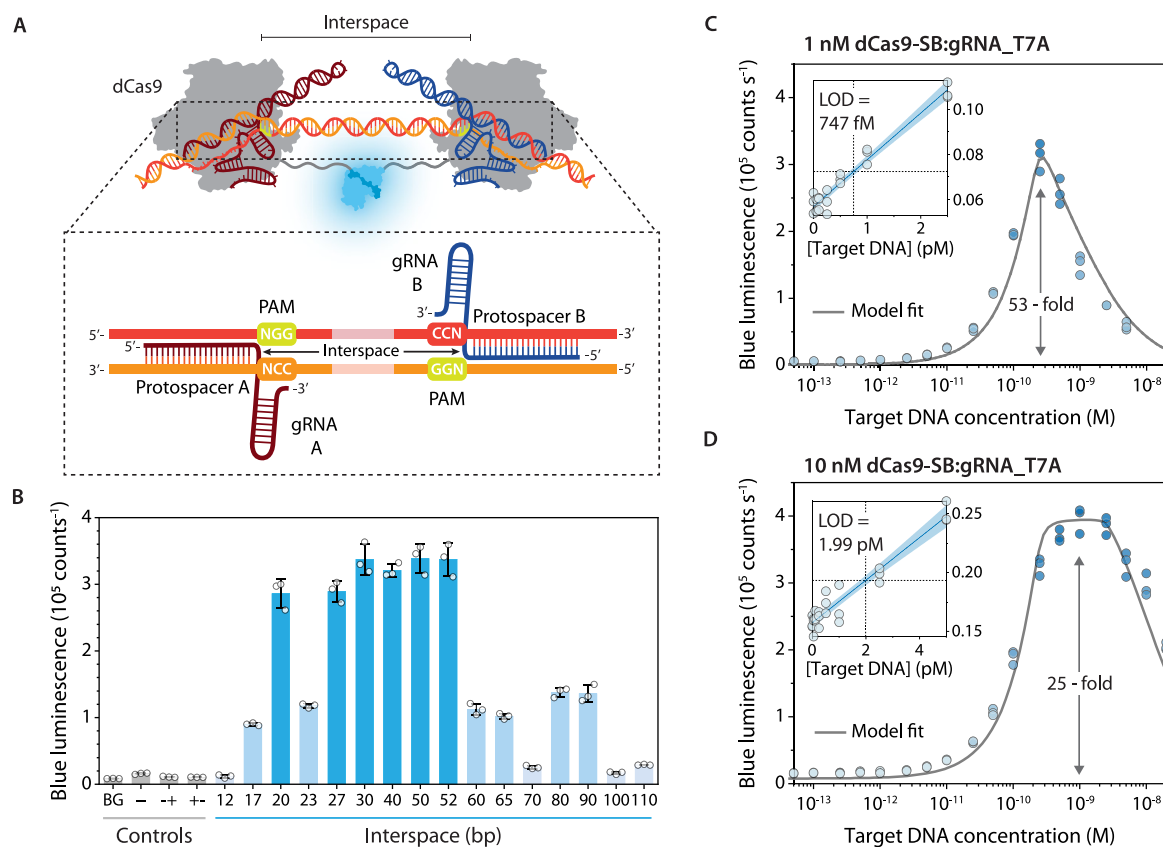 A
Interspace
dCas9
gRNA
B
PAM
Protospacer B
5′-
NGG
CCN
-3′
3′-
5′-
Interspace
-5′
3′-
NCC
GGN
-5′
Protospacer A
-3′
PAM
gRNA
A
B
Blue luminescence (10⁵ counts⁻¹)
4
3
2
1
0
BG – -+ +- 12 17 20 23 27 30 40 50 52 60 65 70 80 90 100 110
Controls
Interspace (bp)
C
1 nM dCas9-SB:gRNA_T7A
Blue luminescence (10⁵ counts s⁻¹)
4
3
2
1
0
LOD =
747 fM
0.10
0.08
0.06
0 1 2
[Target DNA] (pM)
53 - fold
Model fit
10⁻¹³ 10⁻¹² 10⁻¹¹ 10⁻¹⁰ 10⁻⁹ 10⁻⁸
Target DNA concentration (M)
D
10 nM dCas9-SB:gRNA_T7A
Blue luminescence (10⁵ counts s⁻¹)
4
3
2
1
0
LOD =
1.99 pM
0.25
0.20
0.15
0 2 4
[Target DNA] (pM)
25 - fold
Model fit
10⁻¹³ 10⁻¹² 10⁻¹¹ 10⁻¹⁰ 10⁻⁹ 10⁻⁸
Target DNA concentration (M)